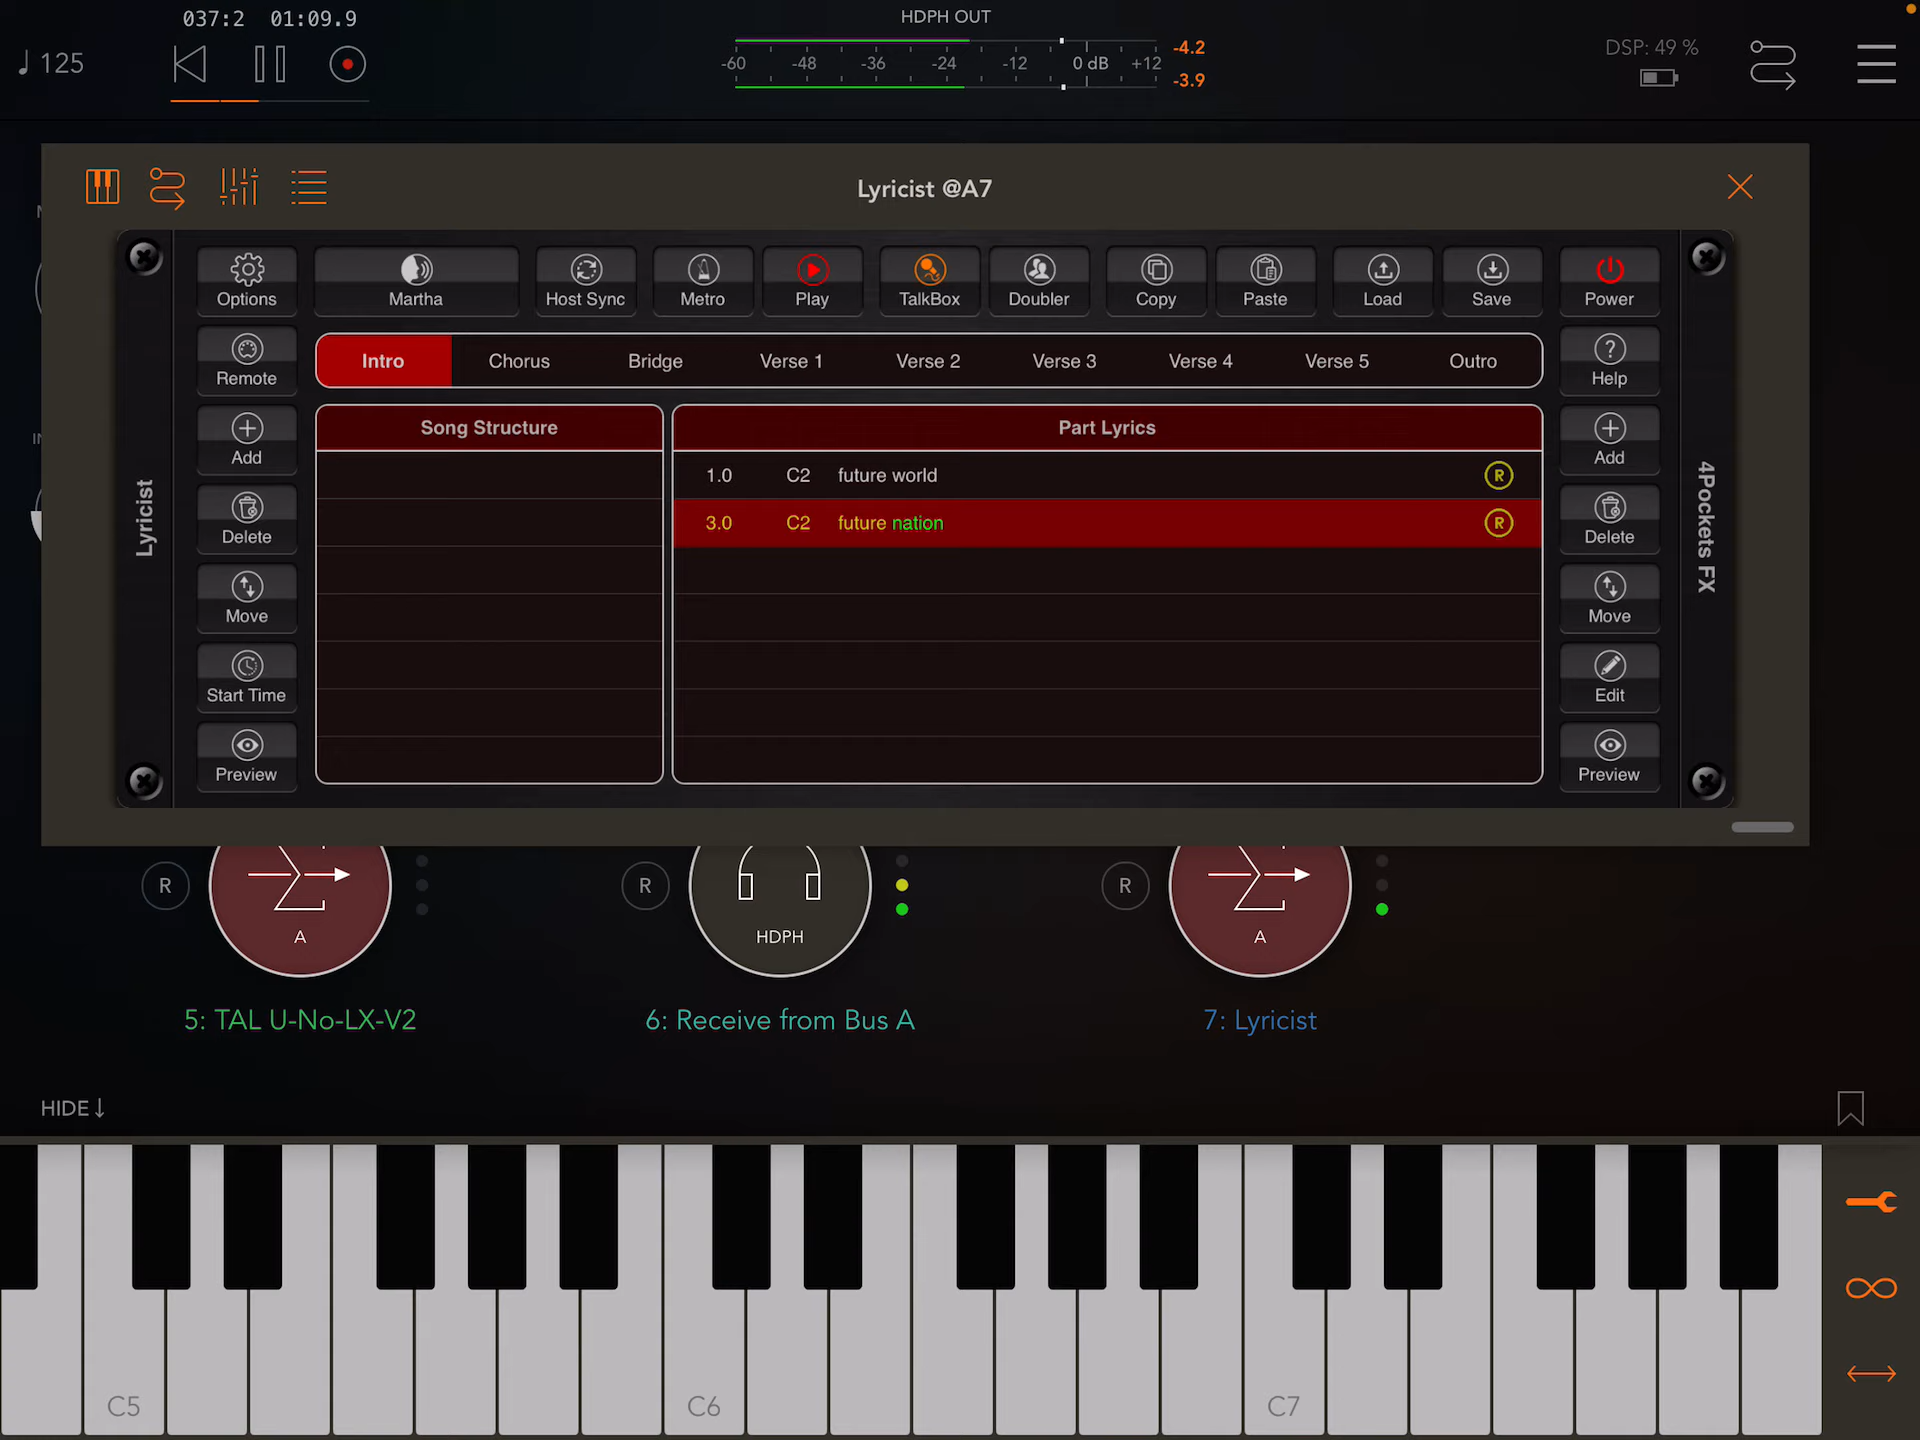 037:2 01:09.9
HDPH OUT
125
-60 -48 -36 -24 -12 0 dB +12
-4.2
-3.9
DSP: 49 %
Lyricist @A7
Options
Martha
Host Sync
Metro
Play
TalkBox
Doubler
Copy
Paste
Load
Save
Power
Remote
Intro
Chorus
Bridge
Verse 1
Verse 2
Verse 3
Verse 4
Verse 5
Outro
Help
Add
Song Structure
Part Lyrics
Add
1.0 C2 future world R
3.0 C2 future nation R
Delete
Delete
Lyricist
4Pockets FX
Move
Move
Start Time
Edit
Preview
Preview
R
A
R
HDPH
R
A
5: TAL U-No-LX-V2
6: Receive from Bus A
7: Lyricist
HIDE
C5
C6
C7